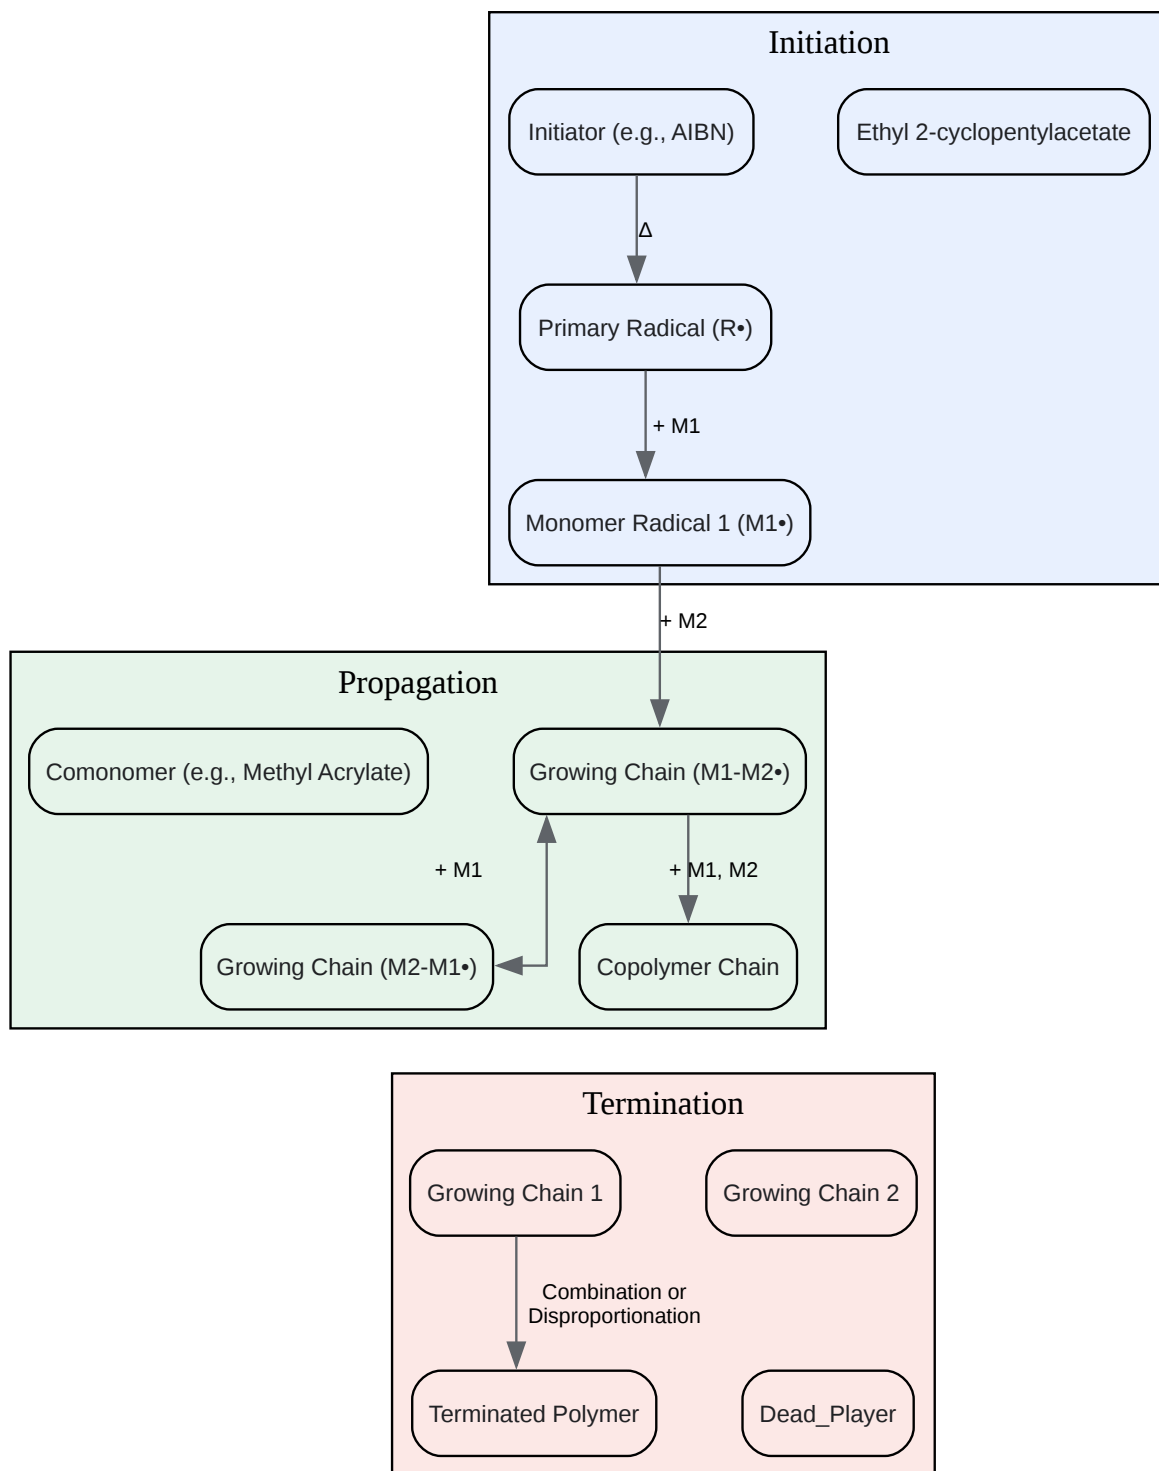 Initiation
Initiator (e.g., AIBN)
Ethyl 2-cyclopentylacetate
Δ
Primary Radical (R•)
+ M1
Monomer Radical 1 (M1•)
+ M2
Propagation
Comonomer (e.g., Methyl Acrylate)
Growing Chain (M1-M2•)
+ M1
+ M1, M2
Growing Chain (M2-M1•)
Copolymer Chain
Termination
Growing Chain 1
Growing Chain 2
Combination or
Disproportionation
Terminated Polymer
Dead_Player